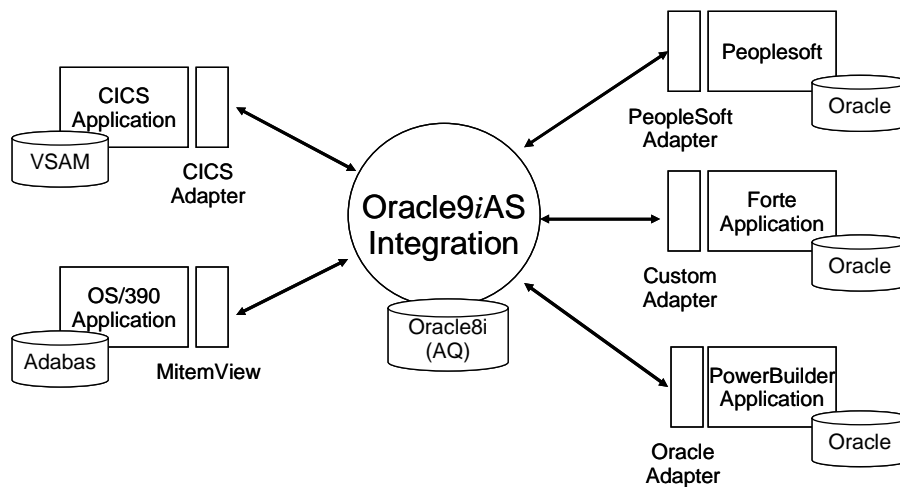 CICS
Application
VSAM
CICS
Adapter
OS/390
Application
Adabas
MitemView
Oracle9iAS
Integration
Oracle8i
(AQ)
Peoplesoft
Oracle
PeopleSoft
Adapter
Forte
Application
Oracle
Custom
Adapter
PowerBuilder
Application
Oracle
Oracle
Adapter